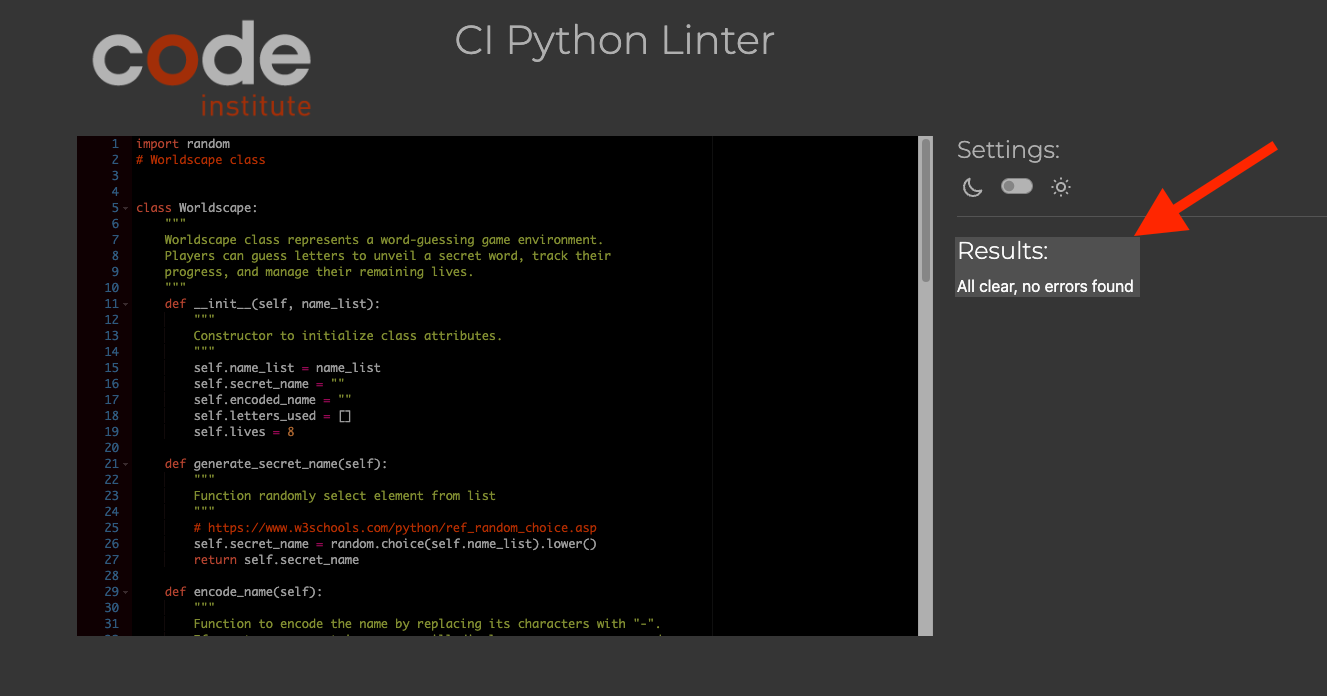 code
institute
CI Python Linter
1 import random
2 # Worldscape class
3
4
5 class Worldscape:
6 """
7 Worldscape class represents a word-guessing game environment.
8 Players can guess letters to unveil a secret word, track their
9 progress, and manage their remaining lives.
10 """
11 def __init__(self, name_list):
12 """
13 Constructor to initialize class attributes.
14 """
15 self.name_list = name_list
16 self.secret_name = ""
17 self.encoded_name = ""
18 self.letters_used = []
19 self.lives = 8
20
21 def generate_secret_name(self):
22 """
23 Function randomly select element from list
24 """
25 # https://www.w3schools.com/python/ref_random_choice.asp
26 self.secret_name = random.choice(self.name_list).lower()
27 return self.secret_name
28
29 def encode_name(self):
30 """
31 Function to encode the name by replacing its characters with "-".
Settings:
Results:
All clear, no errors found